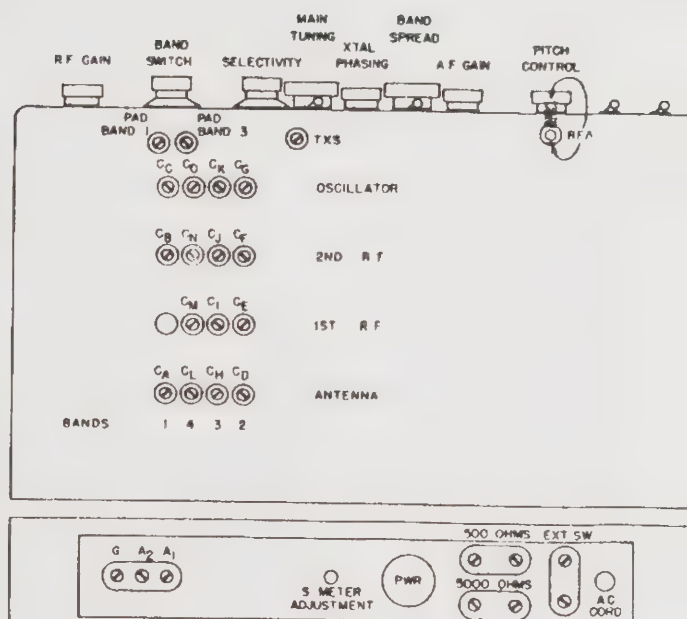 R F GAIN
BAND SWITCH
SELECTIVITY
MAIN TUNING
XTAL PHASING
BAND SPREAD
A F GAIN
PITCH CONTROL
PAD BAND 1
PAD BAND 3
TXS
BFA
CC CO CK CG
OSCILLATOR
CB CN CJ CF
2ND R F
CM CI CE
1ST R F
CA CL CH CD
ANTENNA
BANDS 1 4 3 2
G A2 A1
S METER ADJUSTMENT
PWR
500 OHMS
5000 OHMS
EXT SW
AC CORD